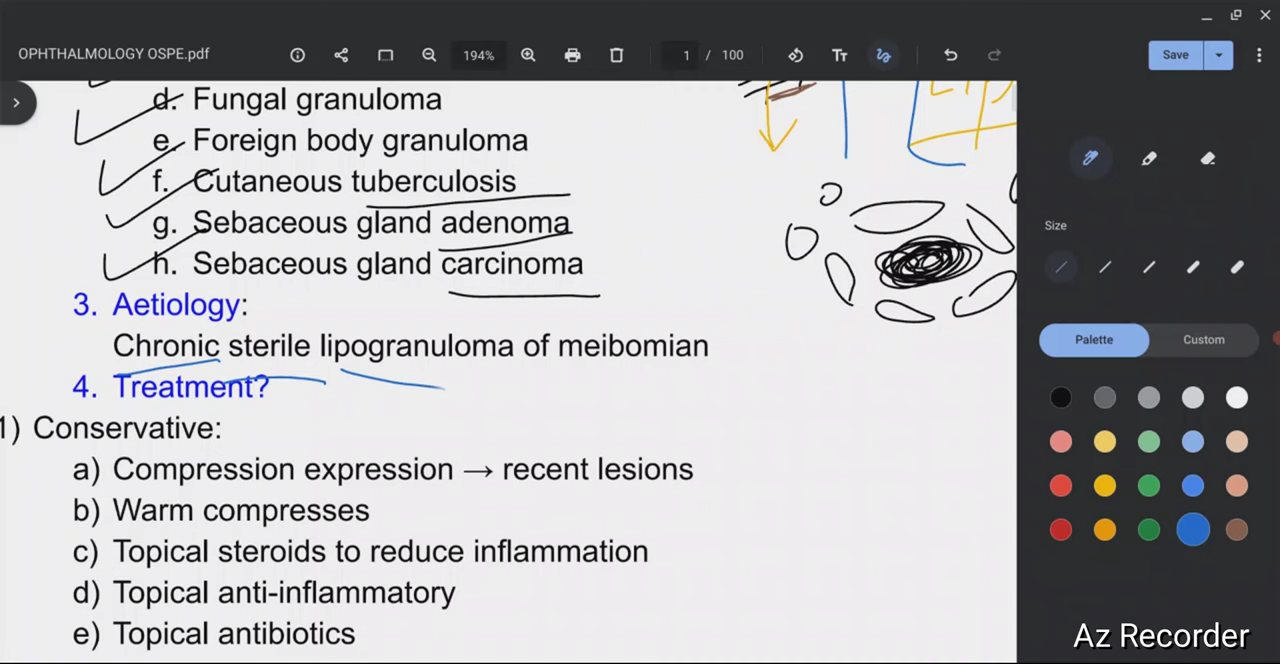 OPHTHALMOLOGY OSPE.pdf
194%
1 / 100
Tт
Save
d. Fungal granuloma
e. Foreign body granuloma
f. Cutaneous tuberculosis
g. Sebaceous gland adenoma
h. Sebaceous gland carcinoma
3. Aetiology:
Chronic sterile lipogranuloma of meibomian
4. Treatment?
1) Conservative:
a) Compression expression → recent lesions
b) Warm compresses
c) Topical steroids to reduce inflammation
d) Topical anti-inflammatory
e) Topical antibiotics
Size
Palette
Custom
Az Recorder